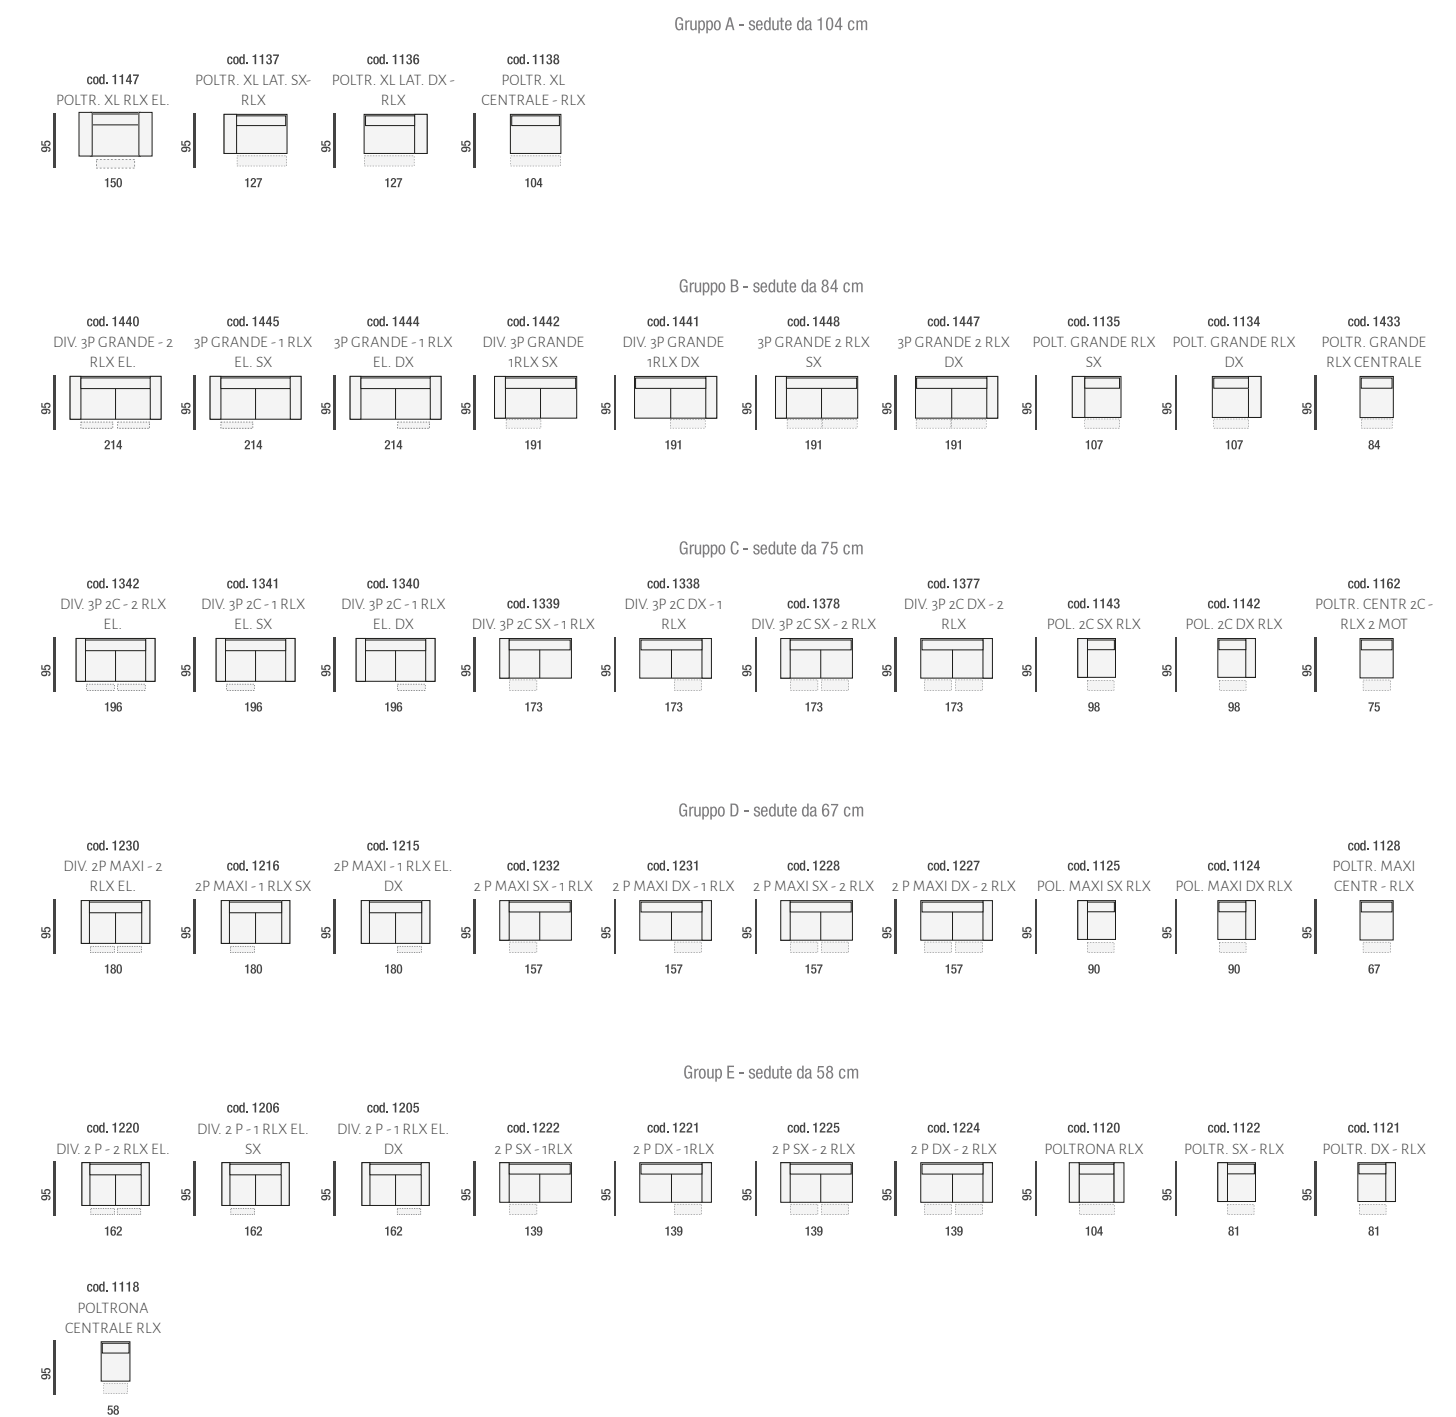 Gruppo A - sedute da 104 cm
cod. 1147
POLTR. XL RLX EL.
95
150
cod. 1137
POLTR. XL LAT. SX-
RLX
95
127
cod. 1136
POLTR. XL LAT. DX -
RLX
95
127
cod. 1138
POLTR. XL
CENTRALE - RLX
95
104
Gruppo B - sedute da 84 cm
cod. 1440
DIV. 3P GRANDE - 2
RLX EL.
95
214
cod. 1445
3P GRANDE - 1 RLX
EL. SX
95
214
cod. 1444
3P GRANDE - 1 RLX
EL. DX
95
214
cod. 1442
DIV. 3P GRANDE
1RLX SX
95
191
cod. 1441
DIV. 3P GRANDE
1RLX DX
95
191
cod. 1448
3P GRANDE 2 RLX
SX
95
191
cod. 1447
3P GRANDE 2 RLX
DX
95
191
cod. 1135
POLT. GRANDE RLX
SX
95
107
cod. 1134
POLT. GRANDE RLX
DX
95
107
cod. 1433
POLTR. GRANDE
RLX CENTRALE
95
84
Gruppo C - sedute da 75 cm
cod. 1342
DIV. 3P 2C - 2 RLX
EL.
95
196
cod. 1341
DIV. 3P 2C - 1 RLX
EL. SX
95
196
cod. 1340
DIV. 3P 2C - 1 RLX
EL. DX
95
196
cod. 1339
DIV. 3P 2C SX - 1 RLX
95
173
cod. 1338
DIV. 3P 2C DX - 1
RLX
95
173
cod. 1378
DIV. 3P 2C SX - 2 RLX
95
173
cod. 1377
DIV. 3P 2C DX - 2
RLX
95
173
cod. 1143
POL. 2C SX RLX
95
98
cod. 1142
POL. 2C DX RLX
95
98
cod. 1162
POLTR. CENTR 2C -
RLX 2 MOT
95
75
Gruppo D - sedute da 67 cm
cod. 1230
DIV. 2P MAXI - 2
RLX EL.
95
180
cod. 1216
2P MAXI - 1 RLX SX
95
180
cod. 1215
2P MAXI - 1 RLX EL.
DX
95
180
cod. 1232
2 P MAXI SX - 1 RLX
95
157
cod. 1231
2 P MAXI DX - 1 RLX
95
157
cod. 1228
2 P MAXI SX - 2 RLX
95
157
cod. 1227
2 P MAXI DX - 2 RLX
95
157
cod. 1125
POL. MAXI SX RLX
95
90
cod. 1124
POL. MAXI DX RLX
95
90
cod. 1128
POLTR. MAXI
CENTR - RLX
95
67
Group E - sedute da 58 cm
cod. 1220
DIV. 2 P - 2 RLX EL.
95
162
cod. 1206
DIV. 2 P - 1 RLX EL.
SX
95
162
cod. 1205
DIV. 2 P - 1 RLX EL.
DX
95
162
cod. 1222
2 P SX - 1RLX
95
139
cod. 1221
2 P DX - 1RLX
95
139
cod. 1225
2 P SX - 2 RLX
95
139
cod. 1224
2 P DX - 2 RLX
95
139
cod. 1120
POLTRONA RLX
95
104
cod. 1122
POLTR. SX - RLX
95
81
cod. 1121
POLTR. DX - RLX
95
81
cod. 1118
POLTRONA
CENTRALE RLX
95
58